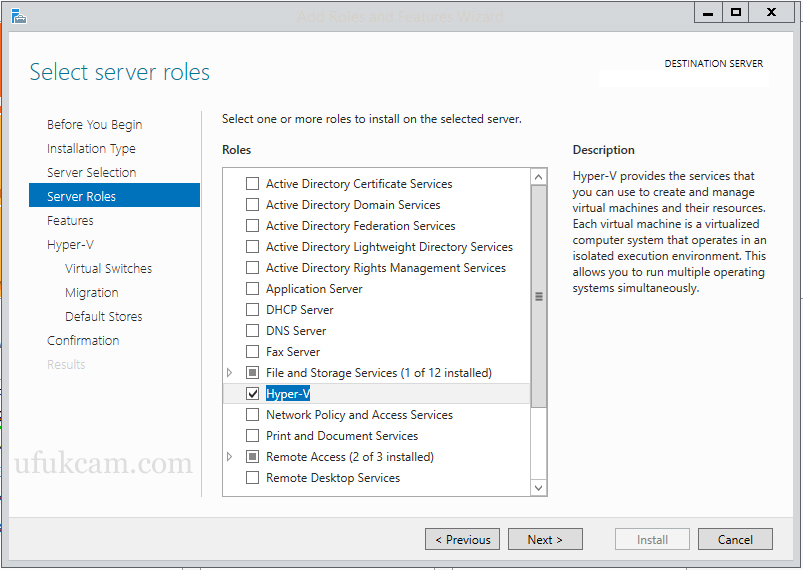 Add Roles and Features Wizard
Select server roles
DESTINATION SERVER
Before You Begin
Installation Type
Server Selection
Server Roles
Features
Hyper-V
Virtual Switches
Migration
Default Stores
Confirmation
Results
Select one or more roles to install on the selected server.
Roles
Active Directory Certificate Services
Active Directory Domain Services
Active Directory Federation Services
Active Directory Lightweight Directory Services
Active Directory Rights Management Services
Application Server
DHCP Server
DNS Server
Fax Server
File and Storage Services (1 of 12 installed)
Hyper-V
Network Policy and Access Services
Print and Document Services
Remote Access (2 of 3 installed)
Remote Desktop Services
Description
Hyper-V provides the services that
you can use to create and manage
virtual machines and their resources.
Each virtual machine is a virtualized
computer system that operates in an
isolated execution environment. This
allows you to run multiple operating
systems simultaneously.
ufukcam.com
< Previous
Next >
Install
Cancel